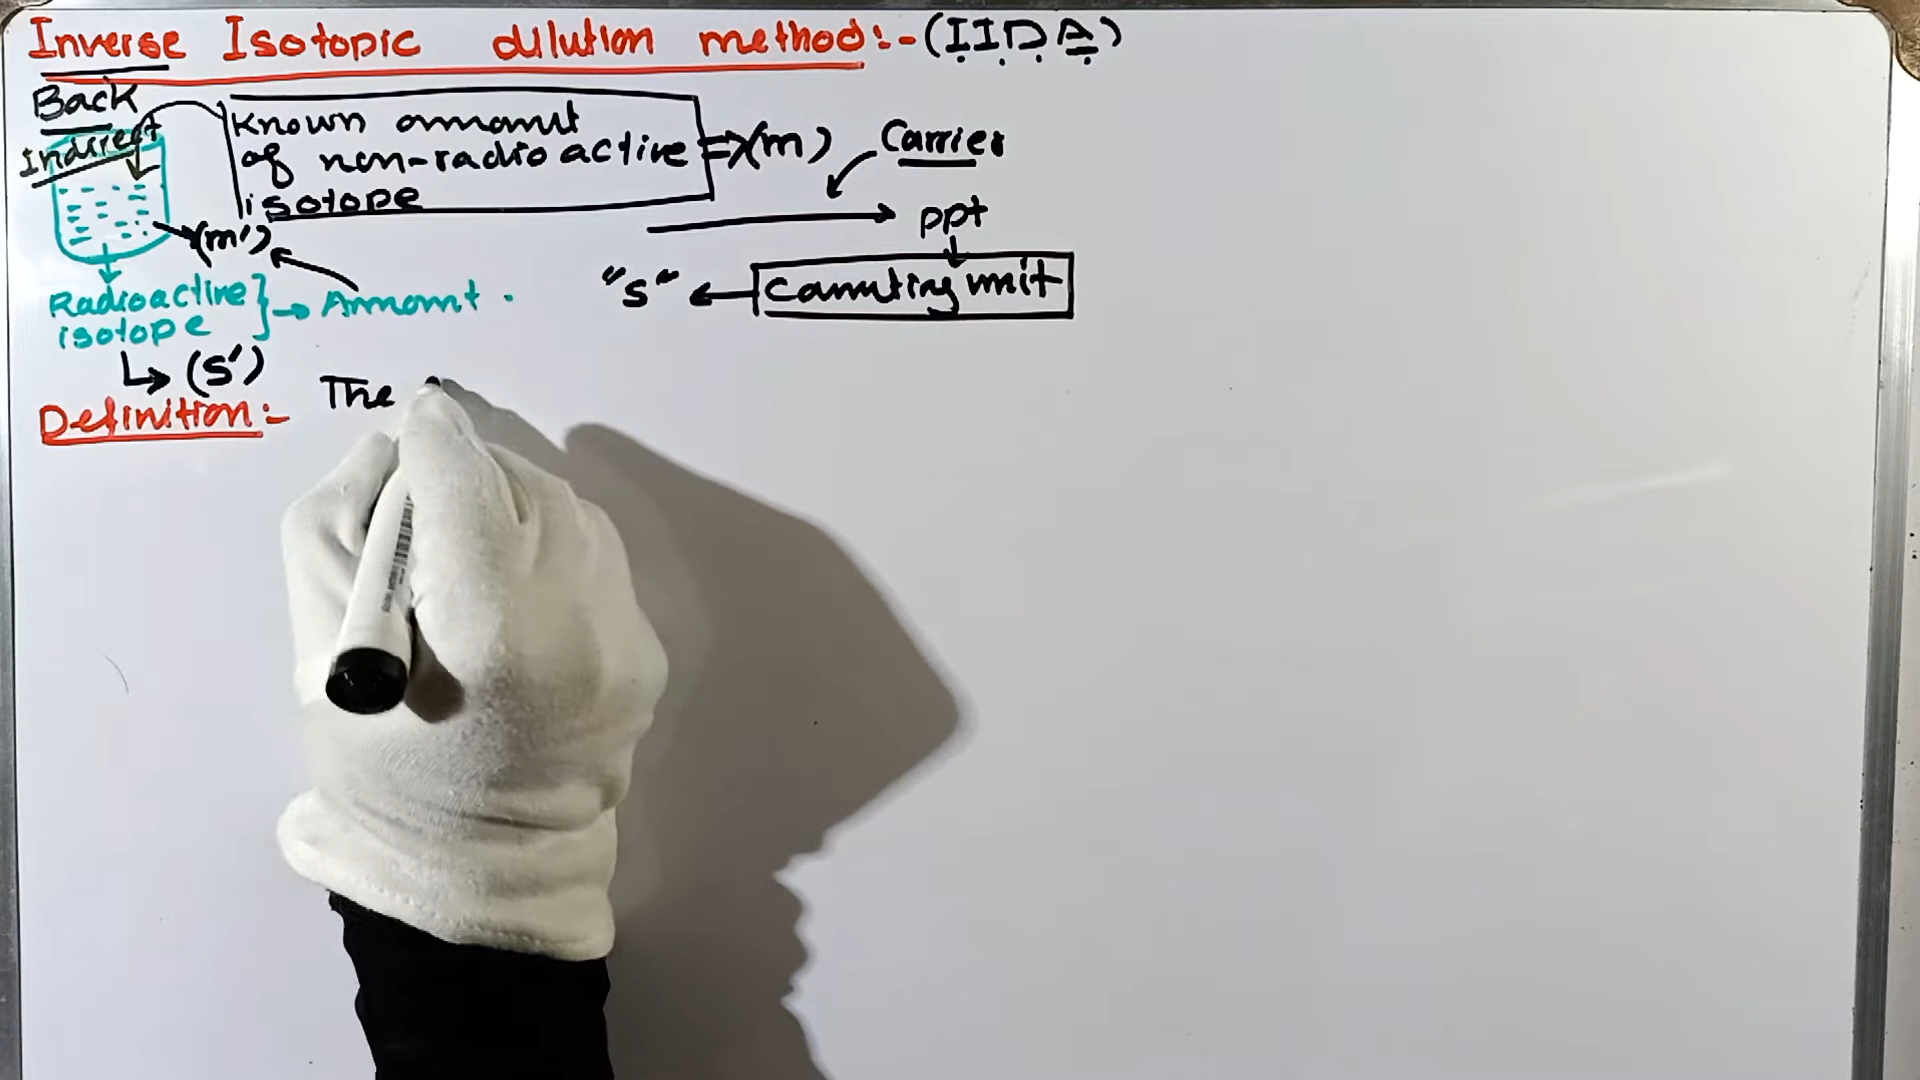 Inverse Isotopic dilution method:-(IIDA)
Back
Indirect
Known amount
of non-radio active
isotope
=>(m)
Carrier
ppt
(m')
Radioactive
isotope
→ Amount.
"S" ← Counting unit
↳ (S')
Definition:- The